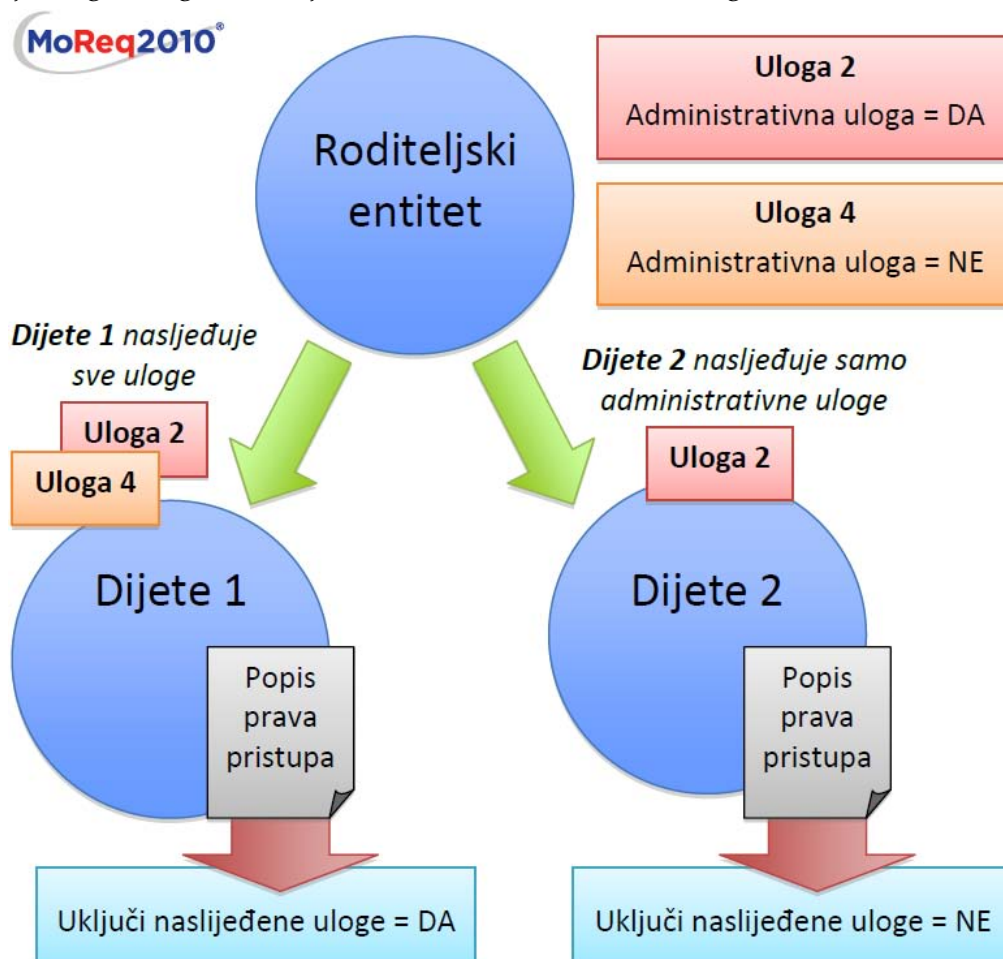 MoReq2010®
Roditeljski
entitet
Uloga 2
Administrativna uloga = DA
Uloga 4
Administrativna uloga = NE
Dijete 1 nasljeđuje
sve uloge
Uloga 2
Uloga 4
Dijete 2 nasljeđuje samo
administrativne uloge
Uloga 2
Dijete 1
Popis
prava
pristupa
Dijete 2
Popis
prava
pristupa
Uključi naslijeđene uloge = DA
Uključi naslijeđene uloge = NE